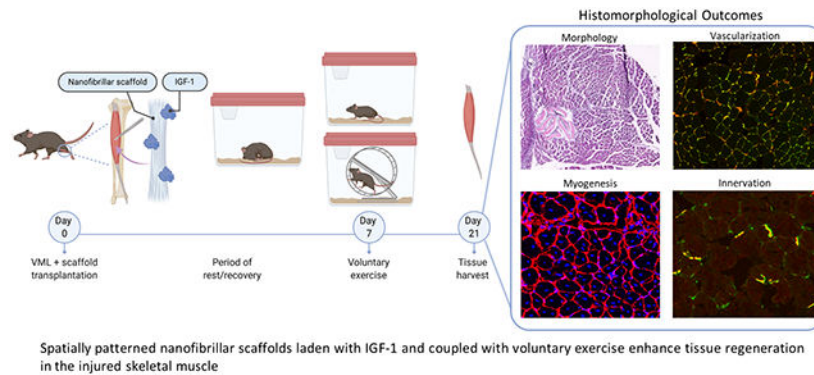 Histomorphological Outcomes
Morphology
Vascularization
Nanofibrillar scaffold
IGF-1
Myogenesis
Innervation
Day
0
Day
7
Day
21
VML + scaffold
transplantation
Period of
rest/recovery
Voluntary
exercise
Tissue
harvest
Spatially patterned nanofibrillar scaffolds laden with IGF-1 and coupled with voluntary exercise enhance tissue regeneration
in the injured skeletal muscle